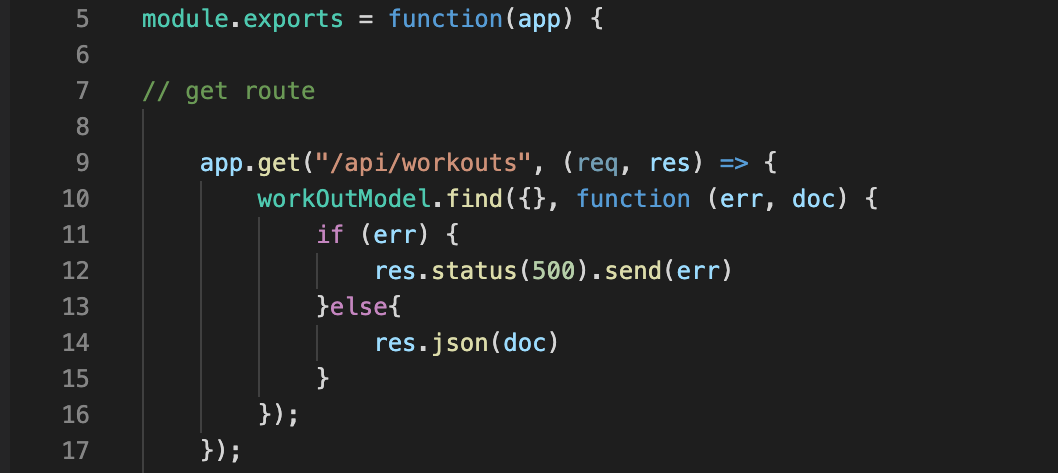 5 module.exports = function(app) {
6
7 // get route
8
9 app.get("/api/workouts", (req, res) => {
10 workOutModel.find({}, function (err, doc) {
11 if (err) {
12 res.status(500).send(err)
13 }else{
14 res.json(doc)
15 }
16 });
17 });